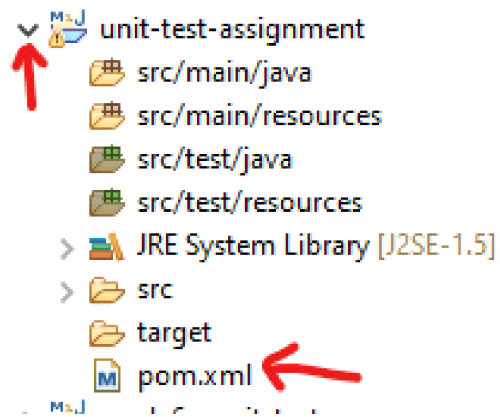 unit-test-assignment
src/main/java
src/main/resources
src/test/java
src/test/resources
JRE System Library [J2SE-1.5]
src
target
pom.xml